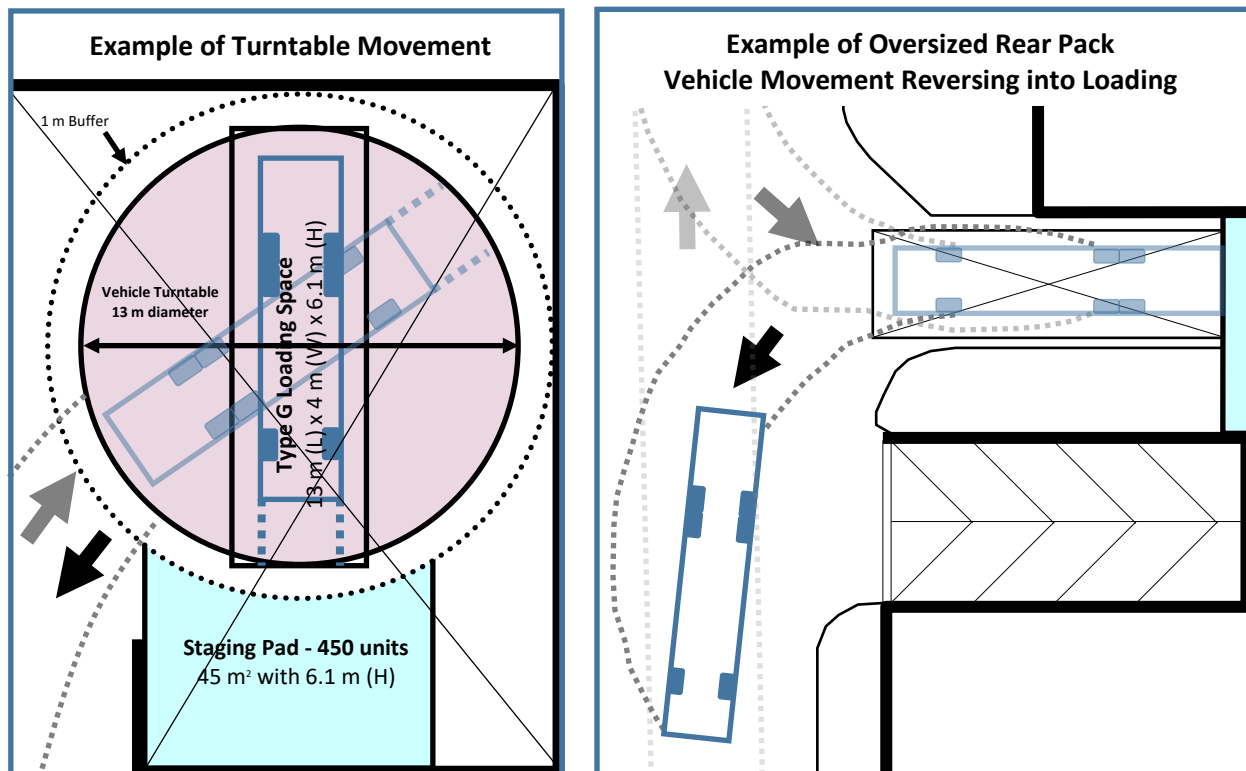 Example of Turntable Movement
1 m Buffer
Vehicle Turntable
13 m diameter
Type G Loading Space
13 m (L) x 4 m (W) x 6.1 m (H)
Staging Pad - 450 units
45 m² with 6.1 m (H)
Example of Oversized Rear Pack
Vehicle Movement Reversing into Loading